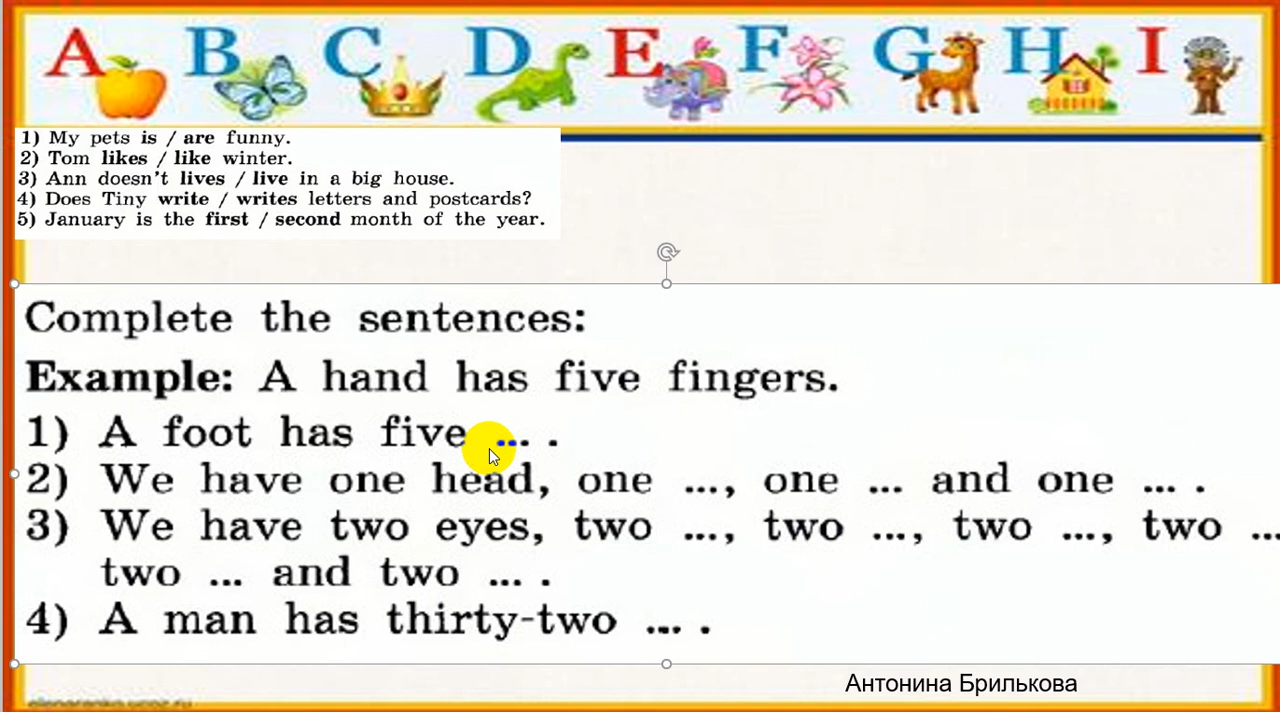 A B C D E F G H I
1) My pets is / are funny.
2) Tom likes / like winter.
3) Ann doesn't lives / live in a big house.
4) Does Tiny write / writes letters and postcards?
5) January is the first / second month of the year.
Complete the sentences:
Example: A hand has five fingers.
1) A foot has five ... .
2) We have one head, one ..., one ... and one ... .
3) We have two eyes, two ..., two ..., two ..., two ...
two ... and two ... .
4) A man has thirty-two ... .
Антонина Брилькова